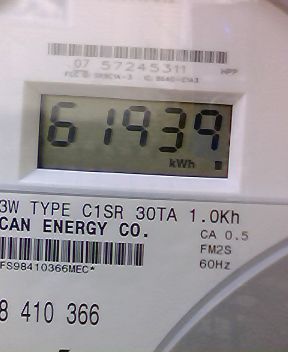 07 57245311
61939
kWh
3W TYPE C1SR 30TA 1.0Kh
CAN ENERGY CO.
CA 0.5
FM2S
60Hz
FS98410366MEC*
8 410 366